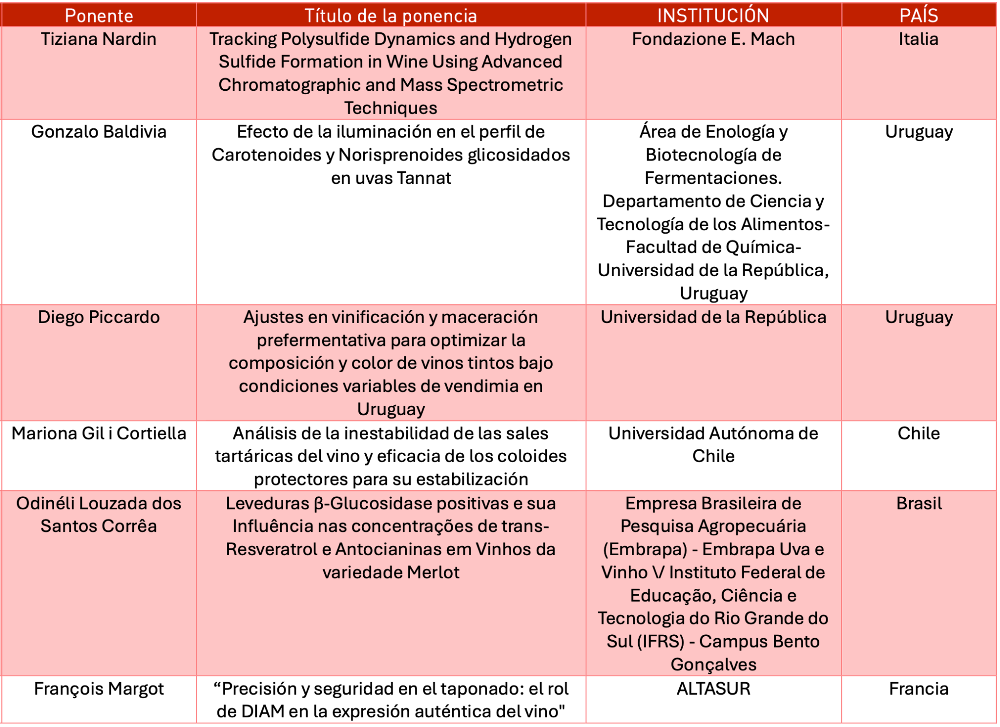 Ponente
Título de la ponencia
INSTITUCIÓN
PAÍS
Tiziana Nardin
Tracking Polysulfide Dynamics and Hydrogen
Sulfide Formation in Wine Using Advanced
Chromatographic and Mass Spectrometric
Techniques
Fondazione E. Mach
Italia
Gonzalo Baldivia
Efecto de la iluminación en el perfil de
Carotenoides y Norisprenoides glicosidados
en uvas Tannat
Área de Enología y
Biotecnología de
Fermentaciones.
Departamento de Ciencia y
Tecnología de los Alimentos-
Facultad de Química-
Universidad de la República,
Uruguay
Uruguay
Diego Piccardo
Ajustes en vinificación y maceración
prefermentativa para optimizar la
composición y color de vinos tintos bajo
condiciones variables de vendimia en
Uruguay
Universidad de la República
Uruguay
Mariona Gil i Cortiella
Análisis de la inestabilidad de las sales
tartáricas del vino y eficacia de los coloides
protectores para su estabilización
Universidad Autónoma de
Chile
Chile
Odinéli Louzada dos
Santos Corrêa
Leveduras β-Glucosidase positivas e sua
Influência nas concentrações de trans-
Resveratrol e Antocianinas em Vinhos da
variedade Merlot
Empresa Brasileira de
Pesquisa Agropecuária
(Embrapa) - Embrapa Uva e
Vinho \/ Instituto Federal de
Educação, Ciência e
Tecnologia do Rio Grande do
Sul (IFRS) - Campus Bento
Gonçalves
Brasil
François Margot
“Precisión y seguridad en el taponado: el rol
de DIAM en la expresión auténtica del vino"
ALTASUR
Francia